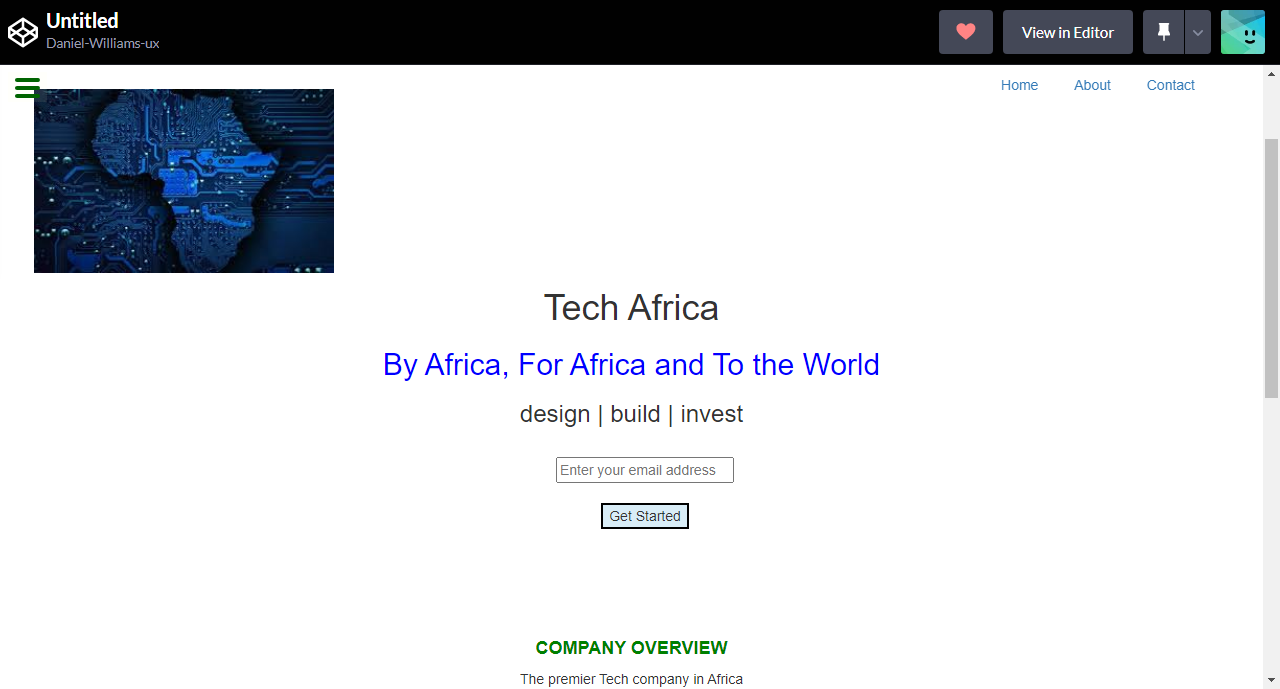 Untitled
Daniel-Williams-ux
View in Editor
Home About Contact
Tech Africa
By Africa, For Africa and To the World
design | build | invest
Enter your email address
Get Started
COMPANY OVERVIEW
The premier Tech company in Africa